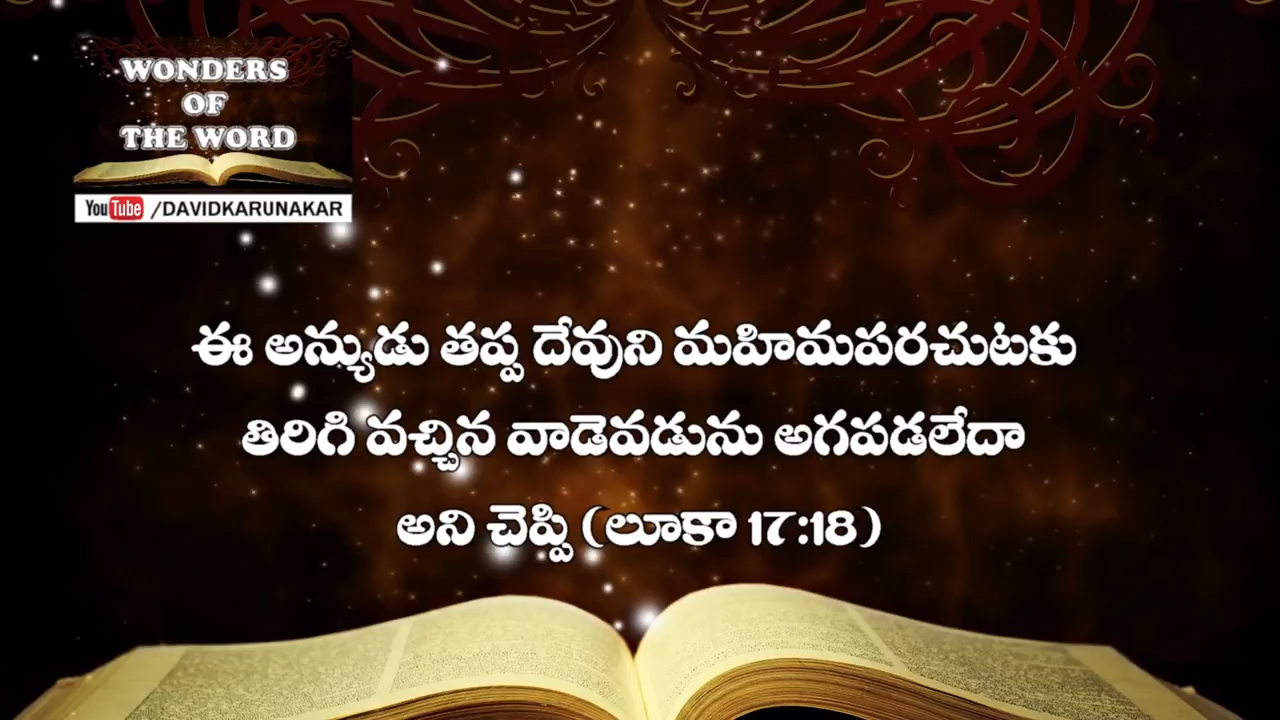 WONDERS
OF
THE WORD
YouTube /DAVIDKARUNAKAR
ఈ అన్యుడు తప్ప దేవుని మహిమపరచుటకు
తిరిగి వచ్చిన వాడెవడును అగపడలేదా
అని చెప్పి (లూకా 17:18)